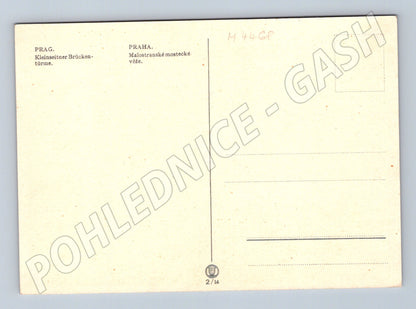 PRAG.
Kleinseitner Brücken-
türme.
PRAHA.
Malostranské mostecké
věže.
M 4468
POHLEDNICE - GASH
2/14